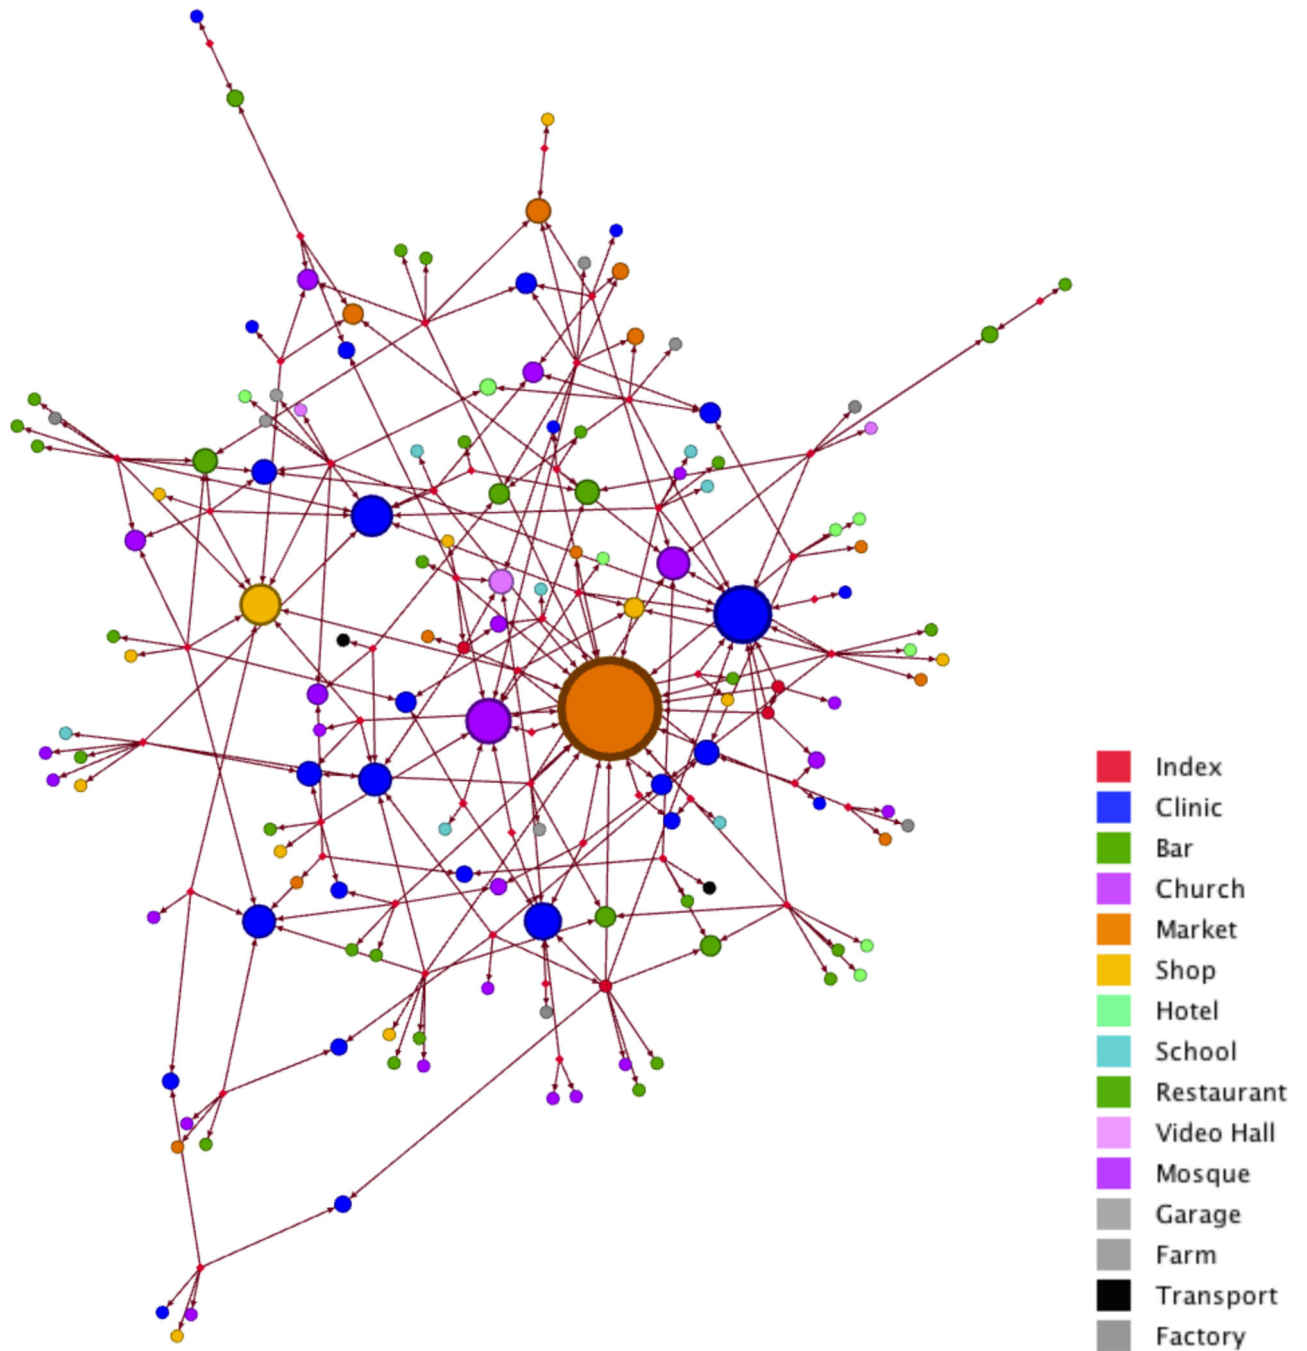 Index
Clinic
Bar
Church
Market
Shop
Hotel
School
Restaurant
Video Hall
Mosque
Garage
Farm
Transport
Factory